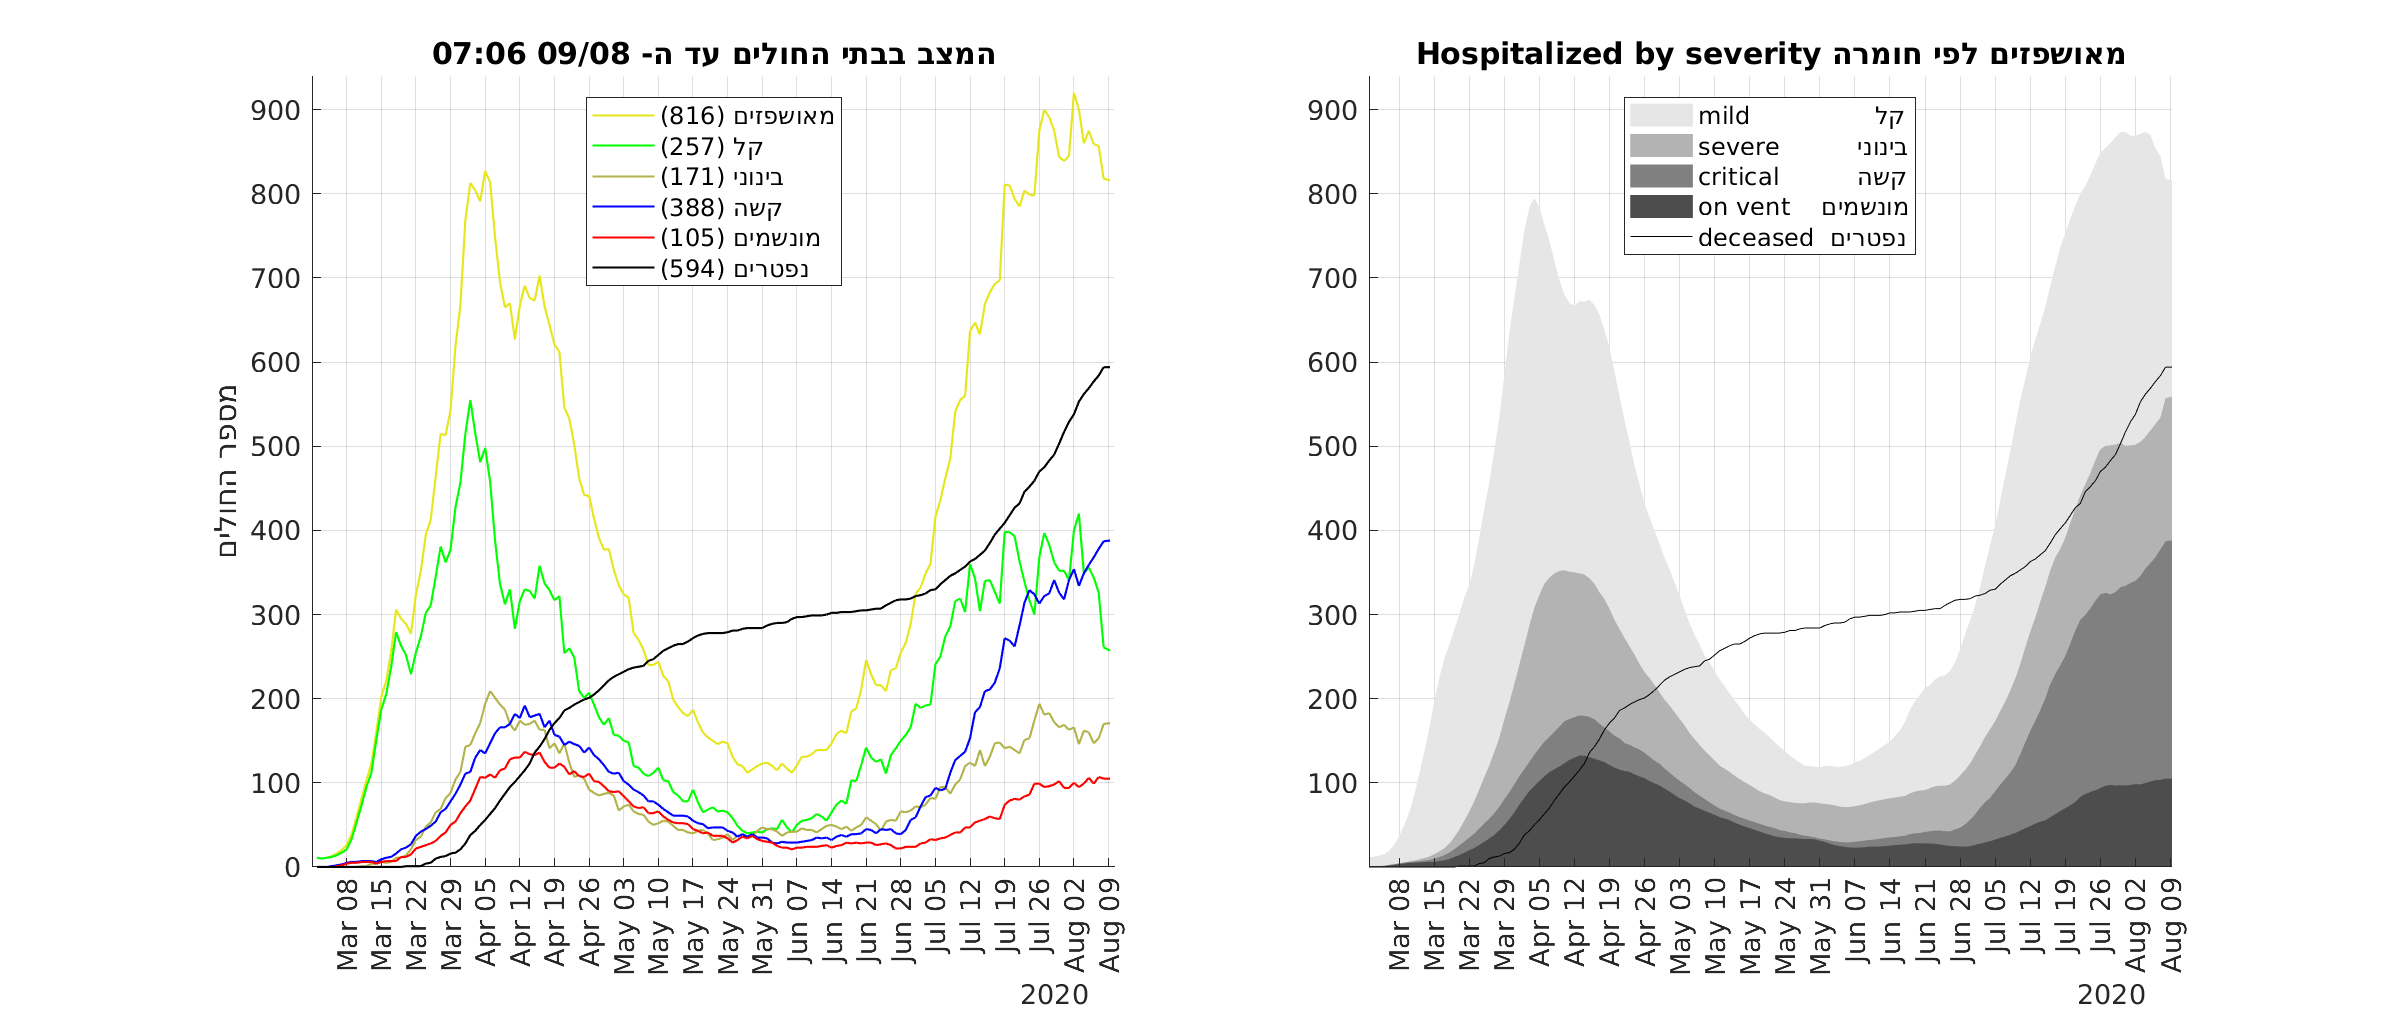 המצב בבתי החולים עד ה- 09/08 07:06
מספר החולים
900
800
700
600
500
400
300
200
100
0
מאושפזים (816)
קל (257)
בינוני (171)
קשה (388)
מונשמים (105)
נפטרים (594)
Mar 08
Mar 15
Mar 22
Mar 29
Apr 05
Apr 12
Apr 19
Apr 26
May 03
May 10
May 17
May 24
May 31
Jun 07
Jun 14
Jun 21
Jun 28
Jul 05
Jul 12
Jul 19
Jul 26
Aug 02
Aug 09
2020
Hospitalized by severity מאושפזים לפי חומרה
900
800
700
600
500
400
300
200
100
mild קל
severe בינוני
critical קשה
on vent מונשמים
deceased נפטרים
Mar 08
Mar 15
Mar 22
Mar 29
Apr 05
Apr 12
Apr 19
Apr 26
May 03
May 10
May 17
May 24
May 31
Jun 07
Jun 14
Jun 21
Jun 28
Jul 05
Jul 12
Jul 19
Jul 26
Aug 02
Aug 09
2020